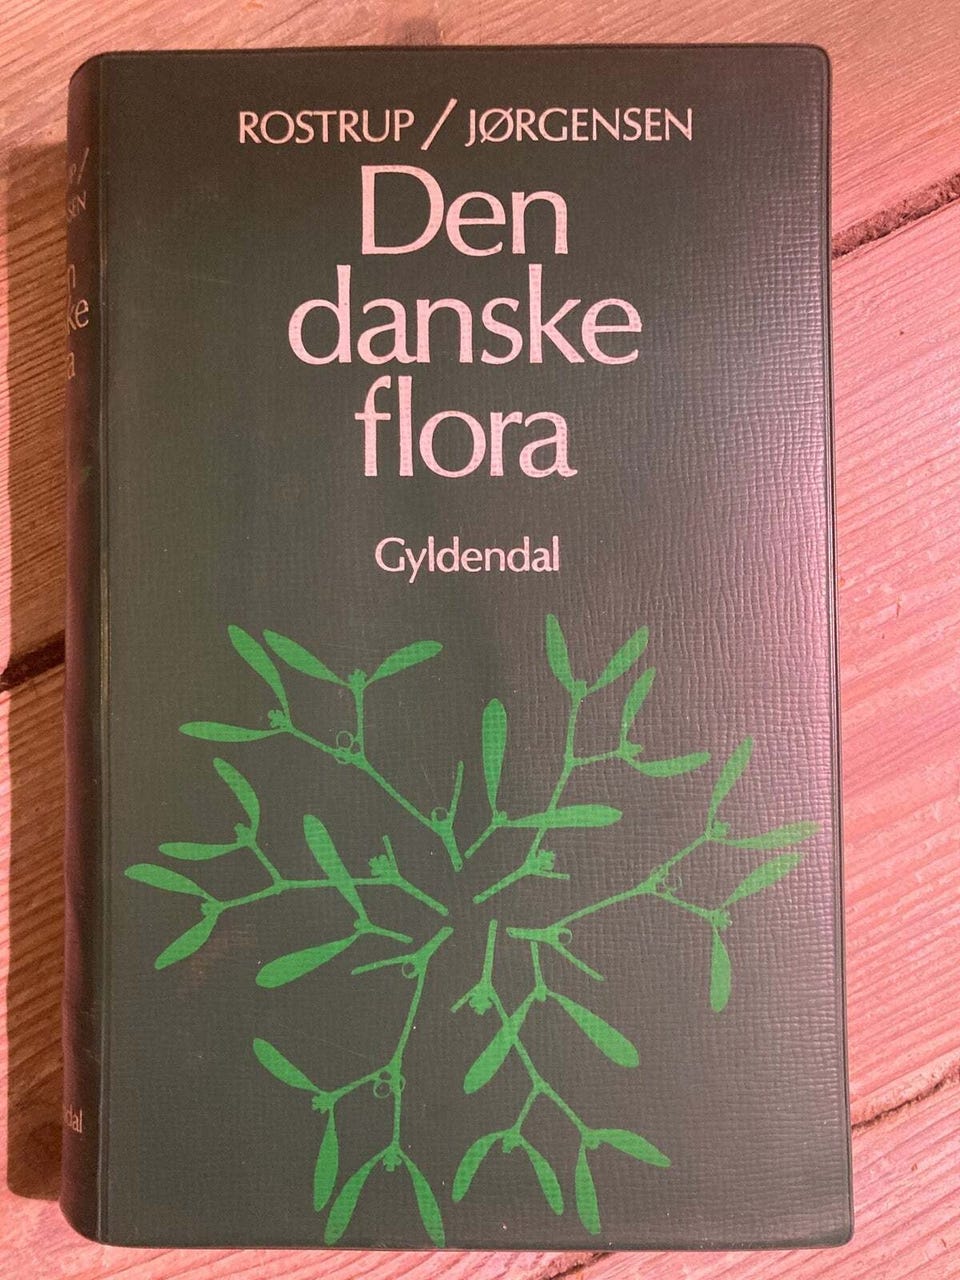 ROSTRUP / JØRGENSEN
Den
danske
flora
Gyldendal